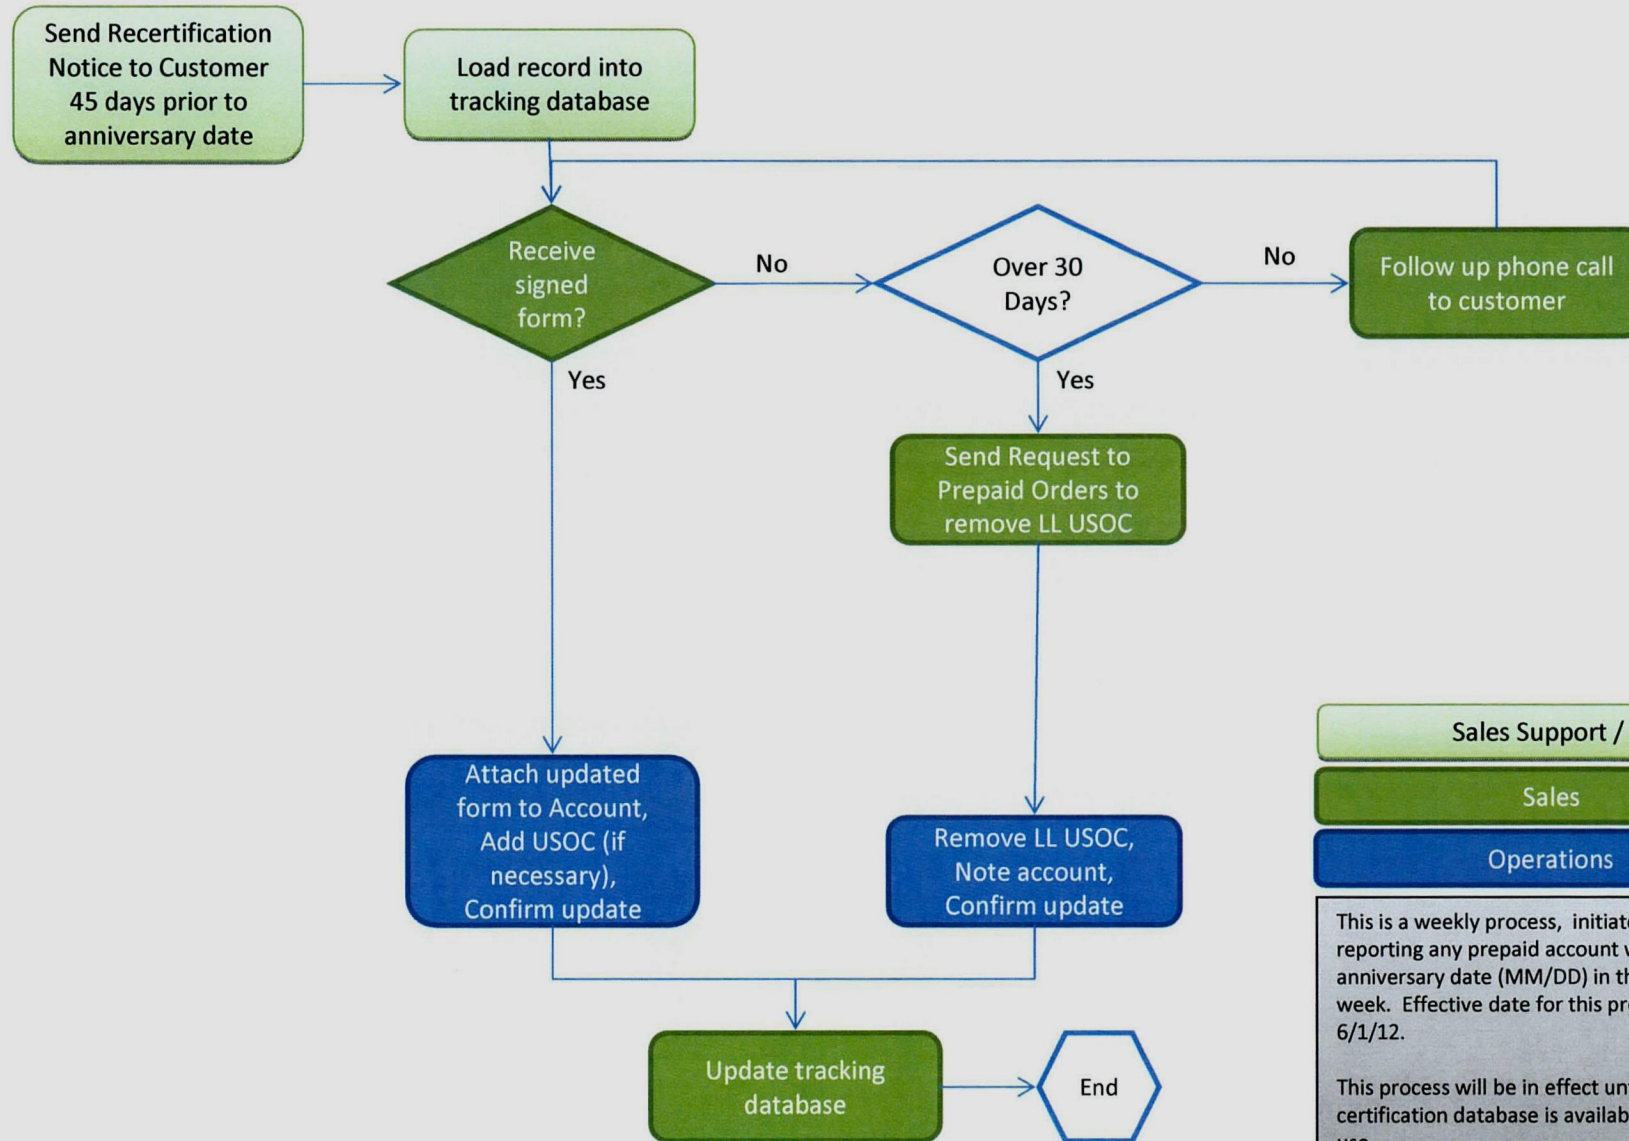 Send Recertification
Notice to Customer
45 days prior to
anniversary date
Load record into
tracking database
Receive
signed
form?
No
Over 30
Days?
No
Follow up phone call
to customer
Yes
Yes
Send Request to
Prepaid Orders to
remove LL USOC
Attach updated
form to Account,
Add USOC (if
necessary),
Confirm update
Remove LL USOC,
Note account,
Confirm update
Update tracking
database
End
Sales Support /
Sales
Operations
This is a weekly process,
reporting any prepaid account
anniversary date (MM/DD) in
week. Effective date for this
6/1/12.
This process will be in effect
certification database is